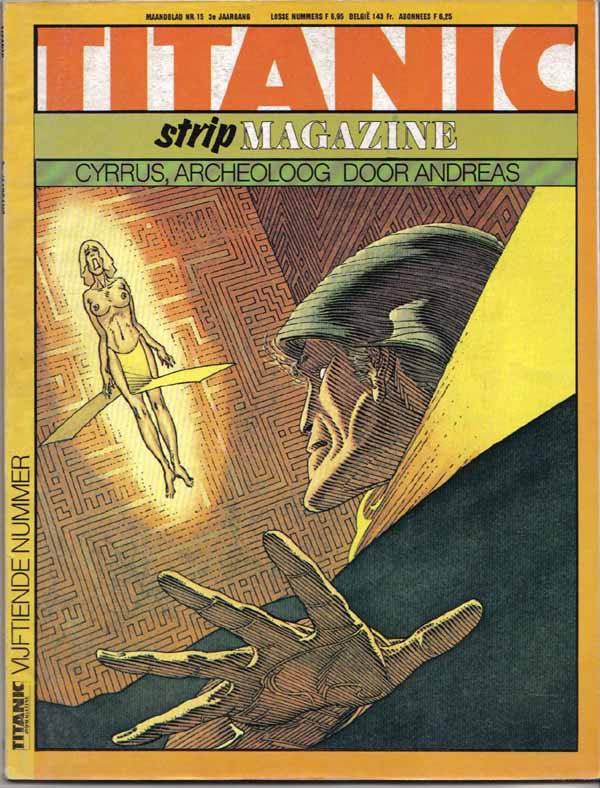 MAANDBLAD NR 15 2e JAARGANG LOSSE NUMMERS F 6,95 BELGIË 143 Fr. ABONNEES F 6,25
TITANIC
strip MAGAZINE
CYRRUS, ARCHEOLOOG DOOR ANDREAS
VIJFTIENDE NUMMER
TITANIC